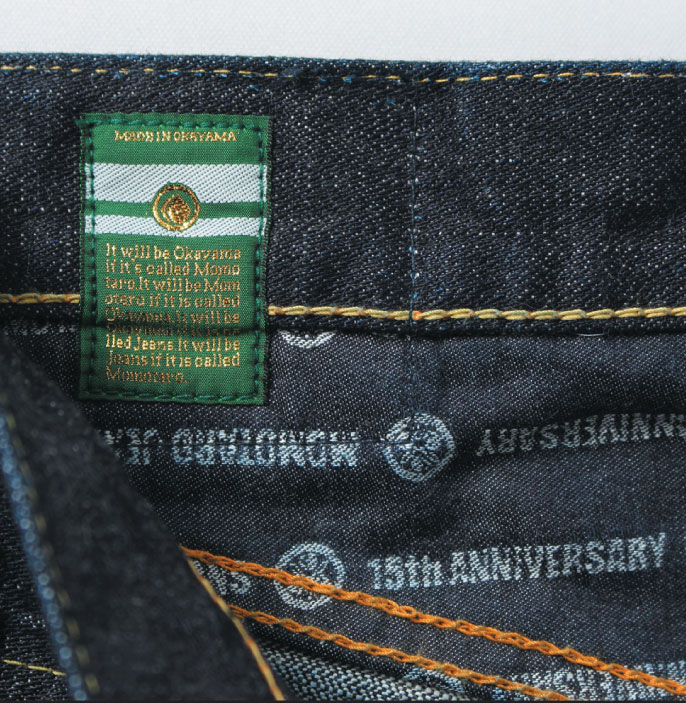 MADE IN OKAYAMA
It will be Okayama
if it's called Momo
taro.It will be Mom
otaro if it is called
Okayama.It will be
lled Jeans.It will be
Jeans if it is called
Momotaro.
MOMOTARO JEA
ANNIVERSARY
NS
15th ANNIVERSARY